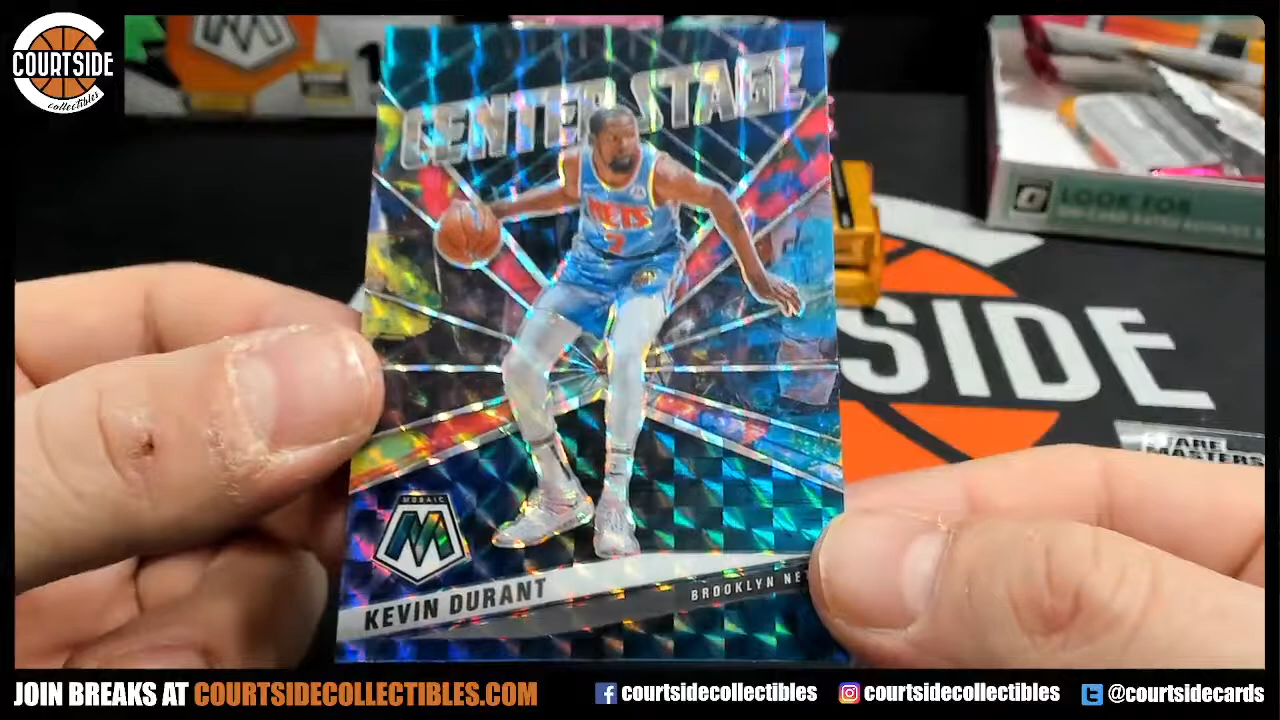 COURTSIDE
collectibles
CENTER STAGE
NETS
7
MOSAIC
M
KEVIN DURANT
BROOKLYN NE
LOOK FOR
SIDE
MASTERS
JOIN BREAKS AT COURTSIDECOLLECTIBLES.COM
courtsidecollectibles
courtsidecollectibles
@courtsidecards